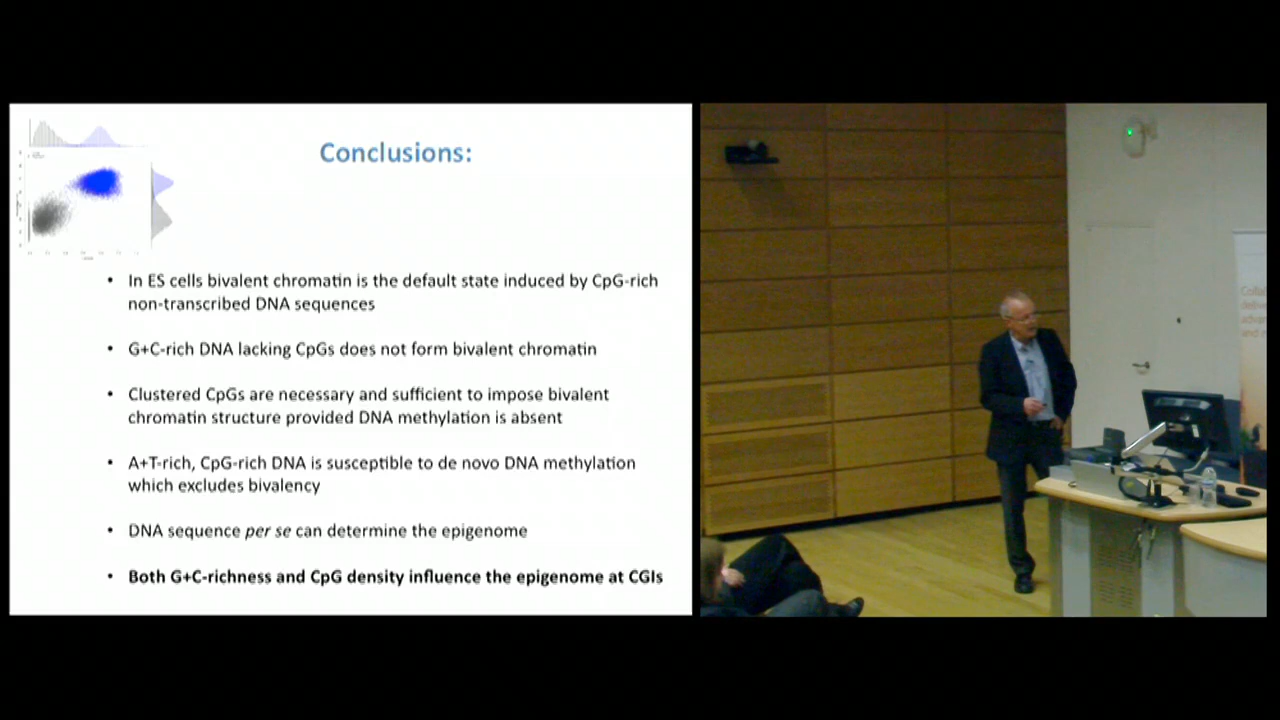 Conclusions:
• In ES cells bivalent chromatin is the default state induced by CpG-rich
non-transcribed DNA sequences
• G+C-rich DNA lacking CpGs does not form bivalent chromatin
• Clustered CpGs are necessary and sufficient to impose bivalent
chromatin structure provided DNA methylation is absent
• A+T-rich, CpG-rich DNA is susceptible to de novo DNA methylation
which excludes bivalency
• DNA sequence per se can determine the epigenome
• Both G+C-richness and CpG density influence the epigenome at CGIs